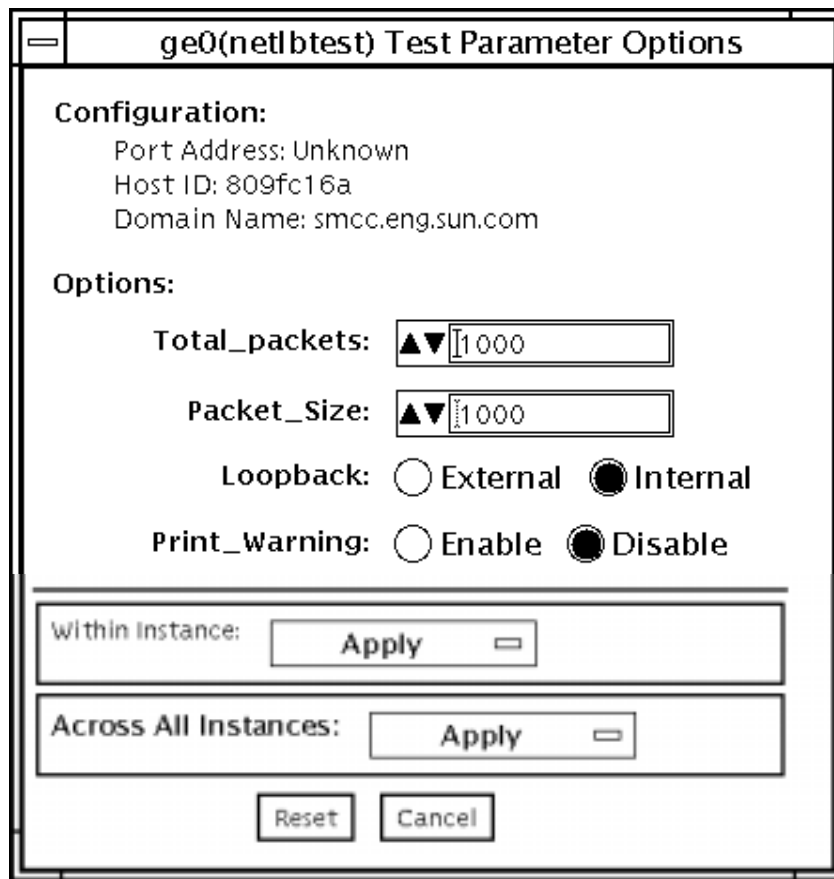 ge0(netlbtest) Test Parameter Options
Configuration:
Port Address: Unknown
Host ID: 809fc16a
Domain Name: smcc.eng.sun.com
Options:
Total_packets: 1000
Packet_Size: 1000
Loopback: External Internal
Print_Warning: Enable Disable
Within Instance: Apply
Across All Instances: Apply
Reset Cancel